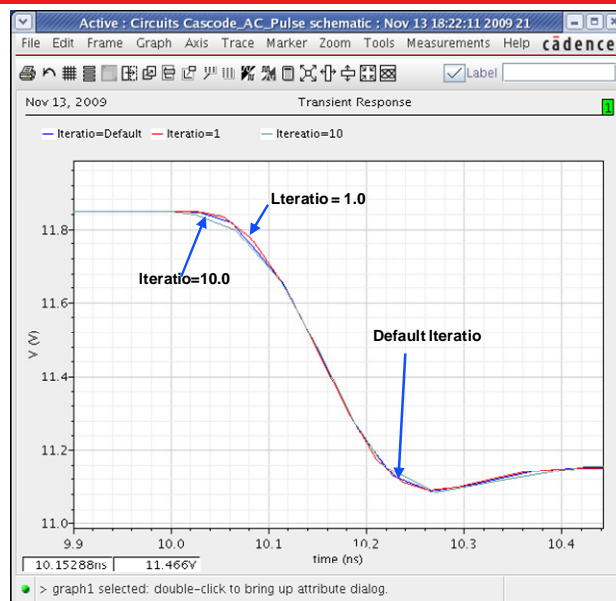 Active : Circuits Cascode_AC_Pulse schematic : Nov 13 18:22:11 2009 21
File Edit Frame Graph Axis Trace Marker Zoom Tools Measurements Help cādence
Label
Nov 13, 2009 Transient Response 1
Iteratio=Default Iteratio=1 Itereatio=10
Lteratio = 1.0
Iteratio=10.0
Default Iteratio
V (V)
11.8
11.6
11.4
11.2
11.0
9.9 10.0 10.1 10.2 10.3 10.4
time (ns)
10.15288ns 11.466V
> graph1 selected: double-click to bring up attribute dialog.